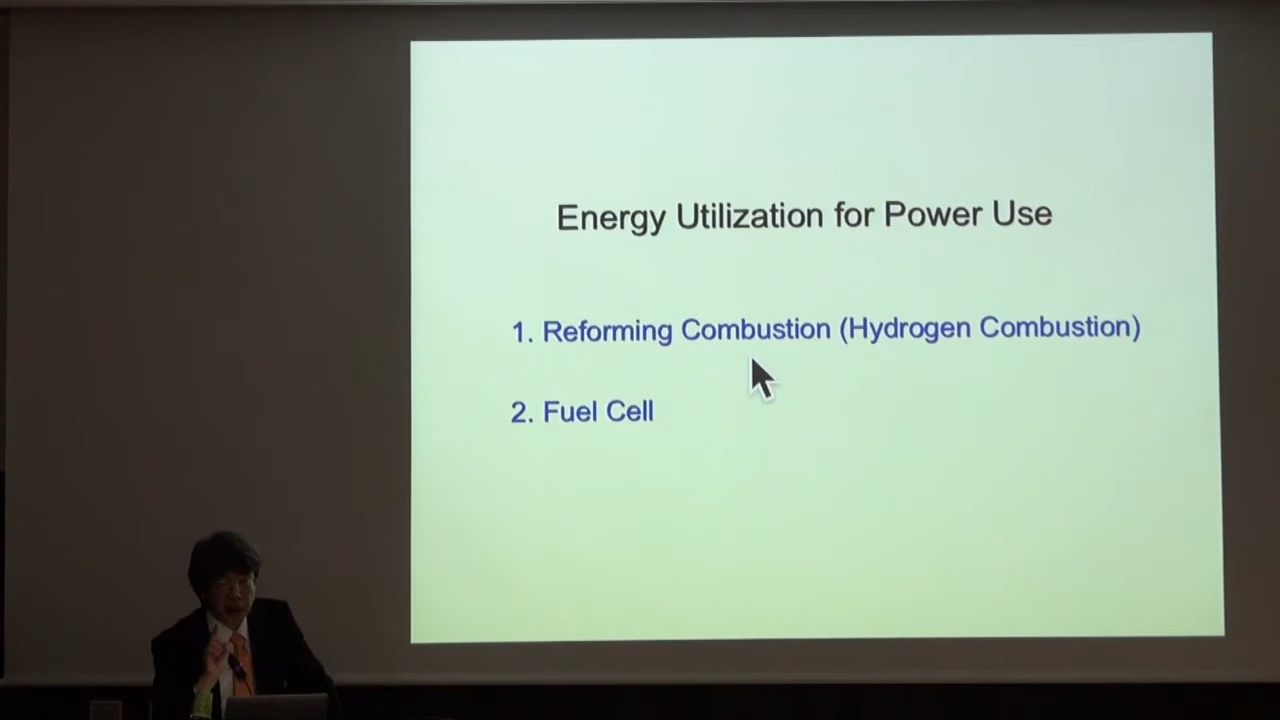 Energy Utilization for Power Use
1. Reforming Combustion (Hydrogen Combustion)
2. Fuel Cell